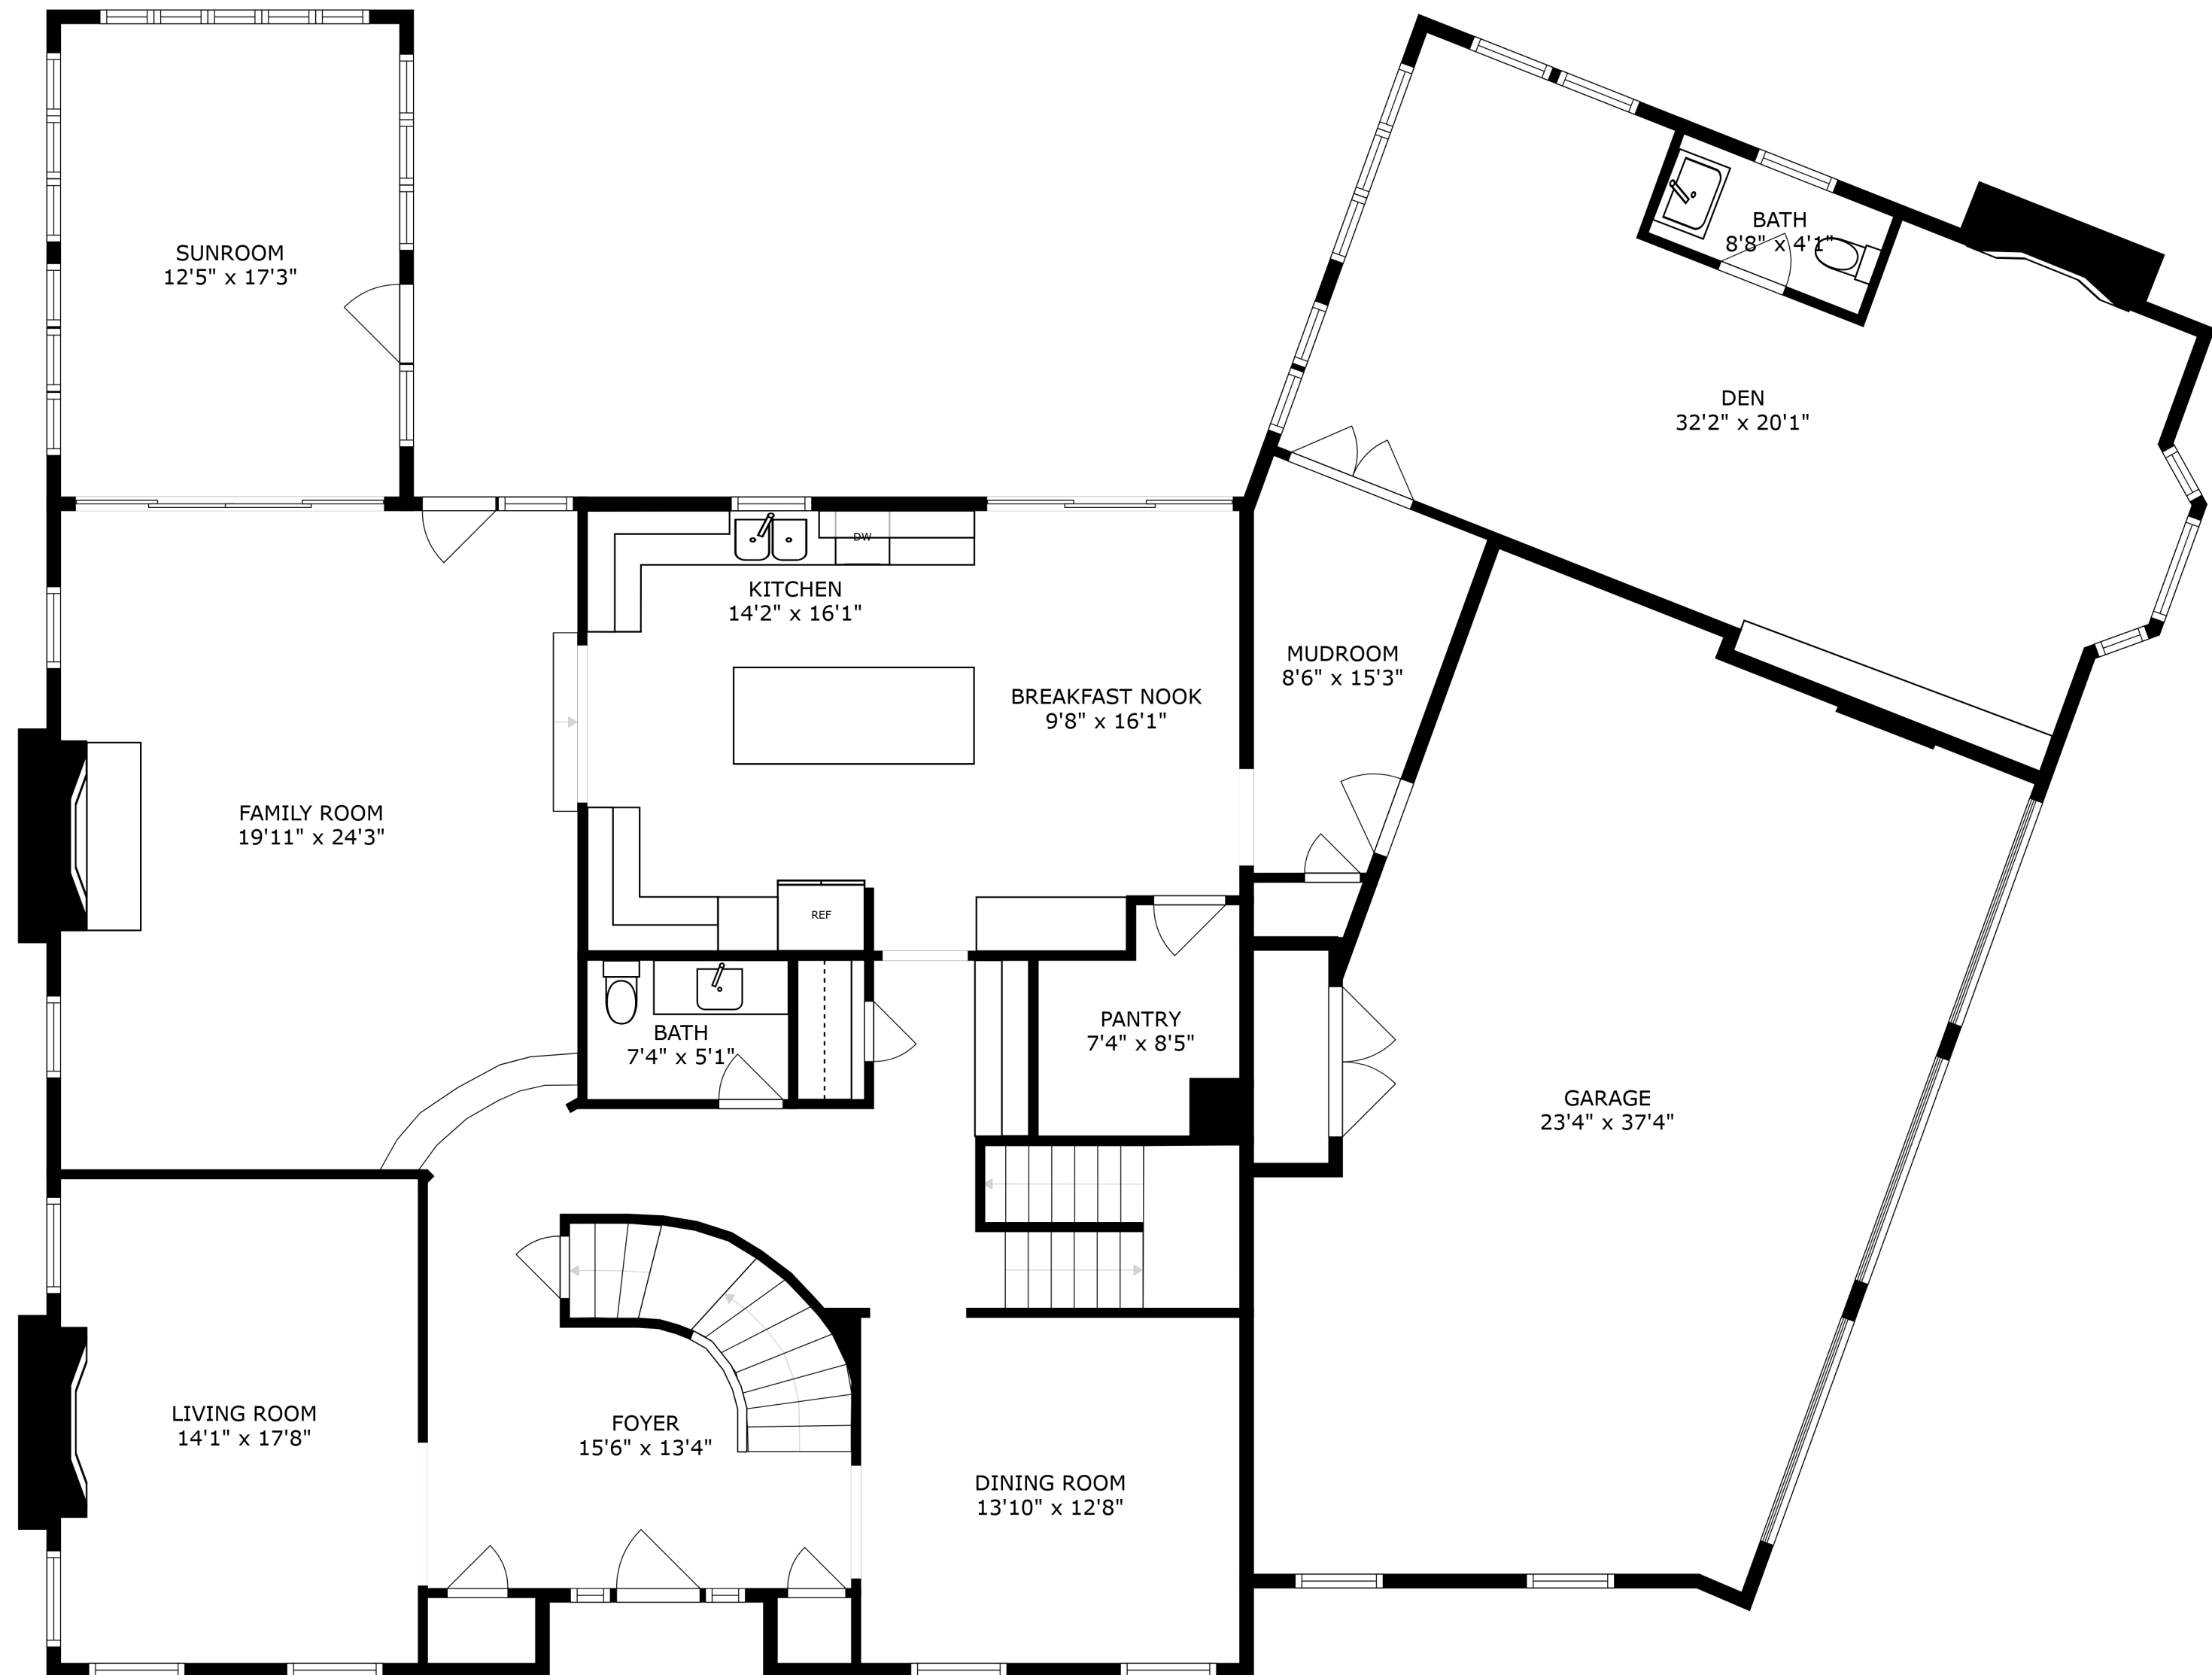 SUNROOM
12'5" x 17'3"
BATH
8'8" x 4'1"
DEN
32'2" x 20'1"
DW
KITCHEN
14'2" x 16'1"
BREAKFAST NOOK
9'8" x 16'1"
MUDROOM
8'6" x 15'3"
FAMILY ROOM
19'11" x 24'3"
REF
BATH
7'4" x 5'1"
PANTRY
7'4" x 8'5"
GARAGE
23'4" x 37'4"
LIVING ROOM
14'1" x 17'8"
FOYER
15'6" x 13'4"
DINING ROOM
13'10" x 12'8"